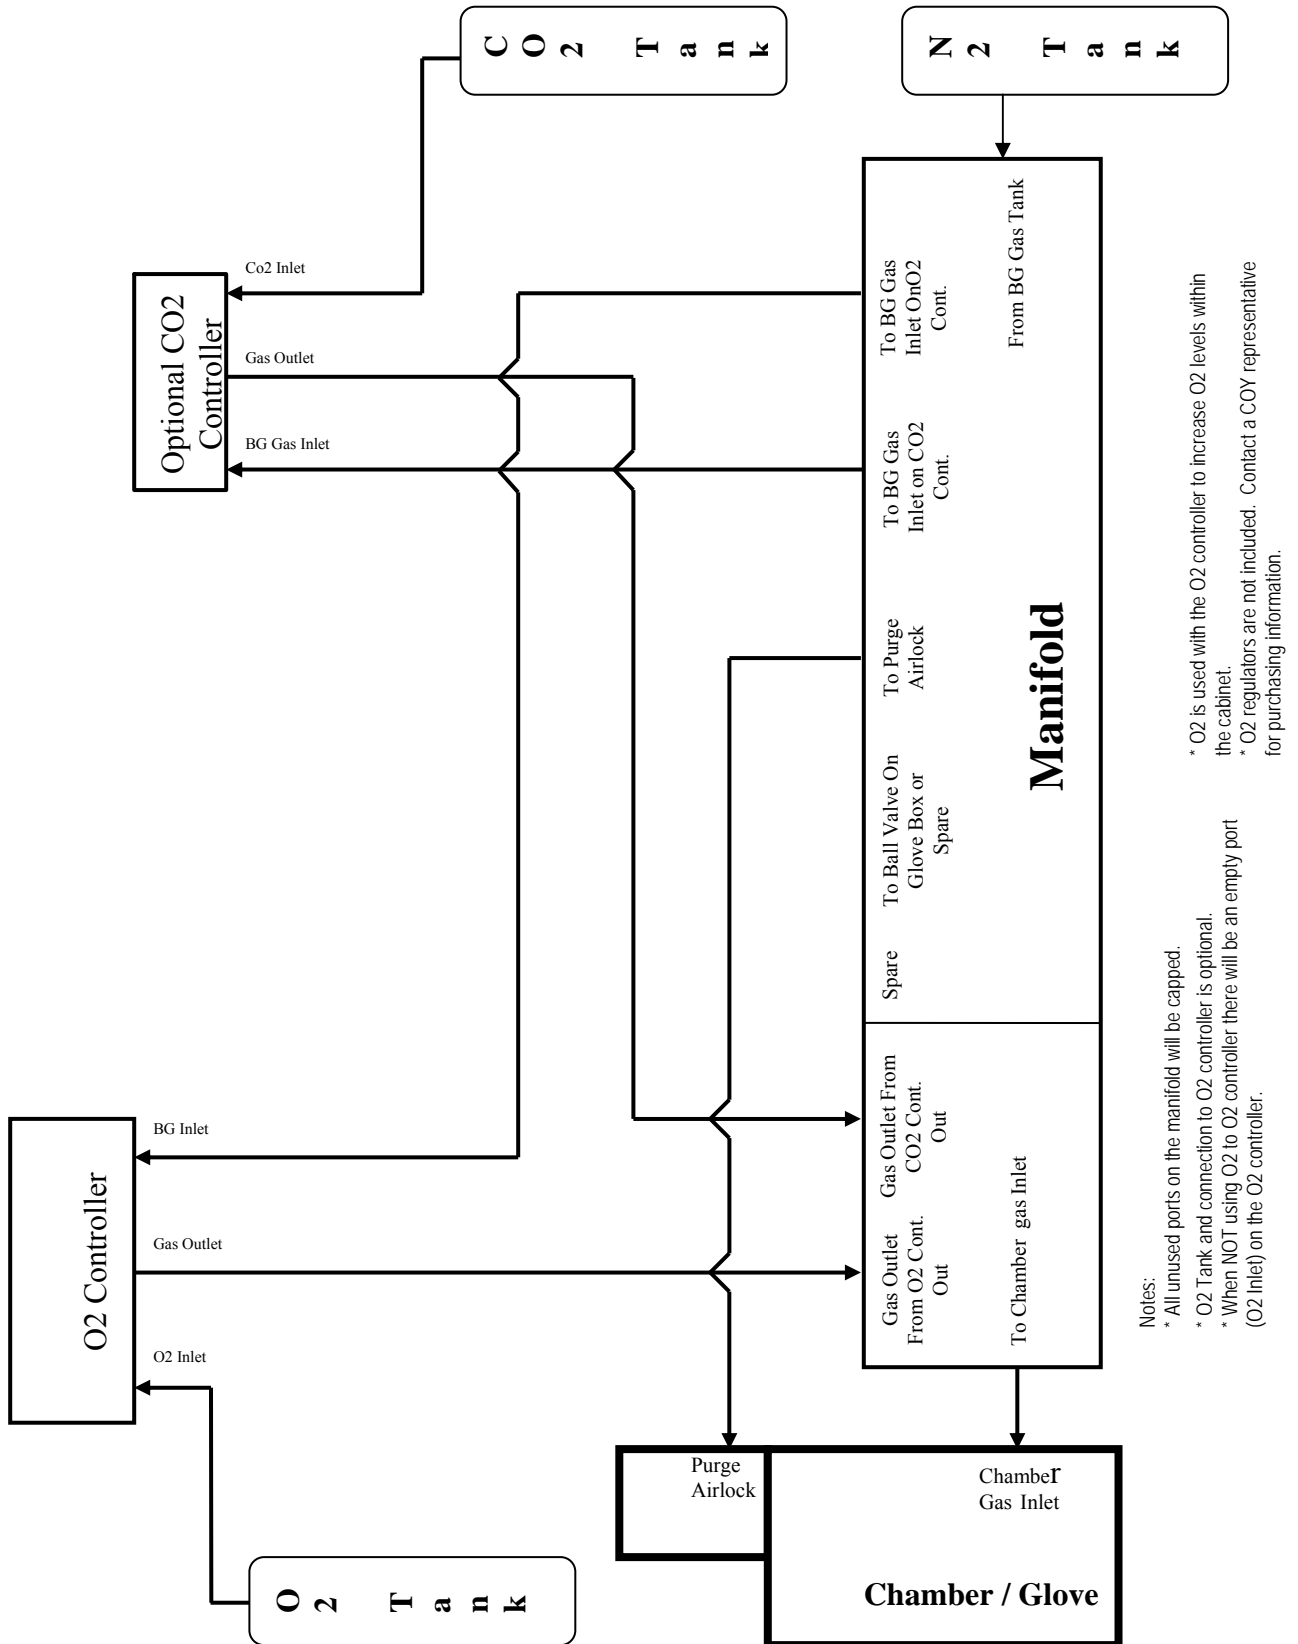 CO2 Tank
N2 Tank
Optional CO2
Controller
Co2 Inlet
Gas Outlet
BG Gas Inlet
O2 Controller
BG Inlet
Gas Outlet
O2 Inlet
O2 Tank
To BG Gas
Inlet OnO2
Cont.
From BG Gas Tank
To BG Gas
Inlet on CO2
Cont.
To Purge
Airlock
To Ball Valve On
Glove Box or
Spare
Spare
Manifold
Gas Outlet From
CO2 Cont.
Out
Gas Outlet
From O2 Cont.
Out
To Chamber gas Inlet
Purge
Airlock
Chamber
Gas Inlet
Chamber / Glove
Notes:
* All unused ports on the manifold will be capped.
* O2 Tank and connection to O2 controller is optional.
* When NOT using O2 to O2 controller there will be an empty port
(O2 Inlet) on the O2 controller.
* O2 is used with the O2 controller to increase O2 levels within
the cabinet.
* O2 regulators are not included. Contact a COY representative
for purchasing information.